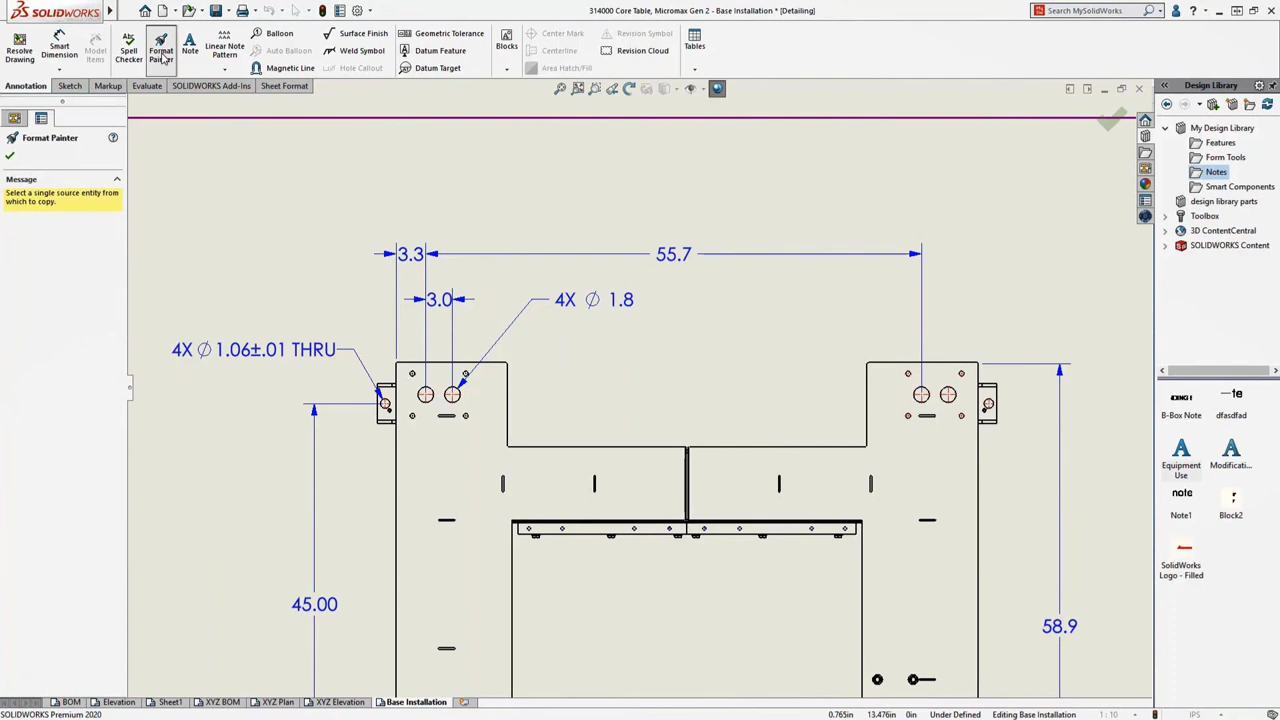 SOLIDWORKS
314000 Core Table, Micromax Gen 2 - Base Installation * [Detailing]
Search MySolidWorks
Resolve Drawing
Smart Dimension
Model Items
Spell Checker
Format Painter
Note
Linear Note Pattern
Balloon
Auto Balloon
Magnetic Line
Surface Finish
Weld Symbol
Hole Callout
Geometric Tolerance
Datum Feature
Datum Target
Blocks
Center Mark
Centerline
Area Hatch/Fill
Revision Symbol
Revision Cloud
Tables
Annotation
Sketch
Markup
Evaluate
SOLIDWORKS Add-Ins
Sheet Format
Format Painter
Message
Select a single source entity from
which to copy.
Design Library
My Design Library
Features
Form Tools
Notes
Smart Components
design library parts
Toolbox
3D ContentCentral
SOLIDWORKS Content
3.3
55.7
3.0
4X ∅ 1.8
4X ∅ 1.06±.01 THRU
45.00
58.9
B-Box Note
dfasdfad
Equipment Use
Modificati...
note
Note1
Block2
SolidWorks Logo - Filled
BOM
Elevation
Sheet1
XYZ BOM
XYZ Plan
XYZ Elevation
Base Installation
SOLIDWORKS Premium 2020
0.765in
13.476in
0in
Under Defined
Editing Base Installation
1 : 10
IPS